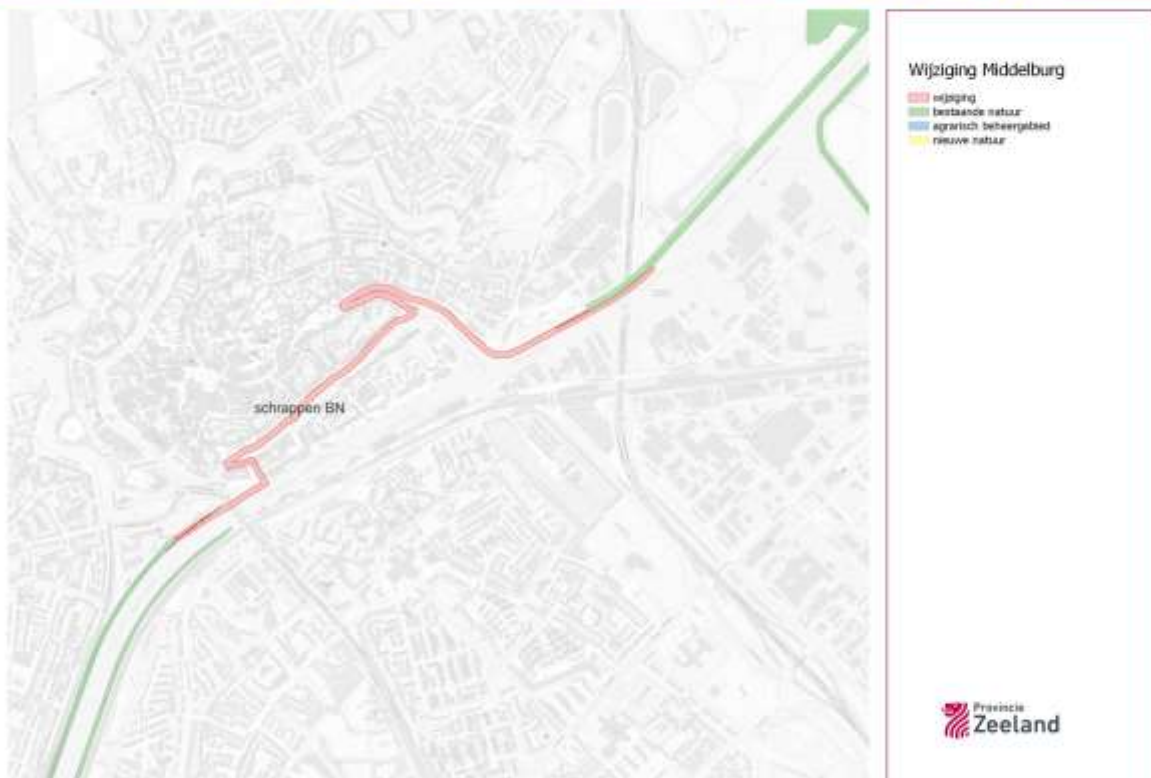 Wijziging Middelburg
wijziging
bestaande natuur
agrarisch beheergebied
nieuwe natuur
schrappen BN
Provincie
Zeeland